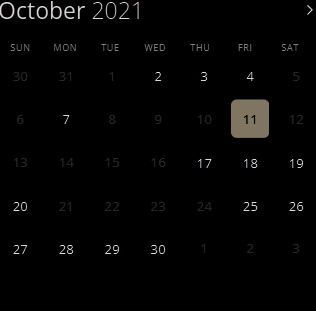 October 2021
SUN MON TUE WED THU FRI SAT
30 31 1 2 3 4 5
6 7 8 9 10 11 12
13 14 15 16 17 18 19
20 21 22 23 24 25 26
27 28 29 30 1 2 3